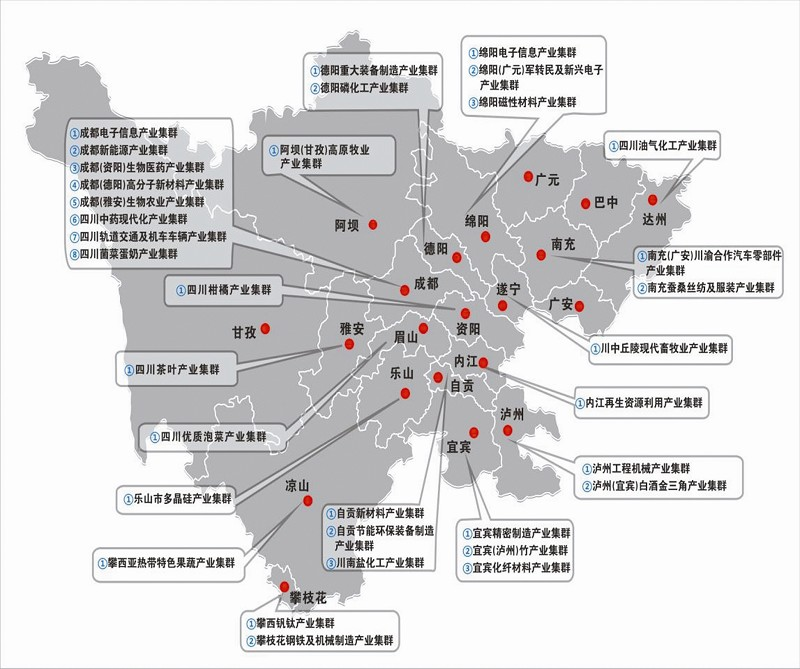 ①绵阳电子信息产业集群
②绵阳(广元)军转民及新兴电子
产业集群
③绵阳磁性材料产业集群
①德阳重大装备制造产业集群
②德阳磷化工产业集群
①成都电子信息产业集群
②成都新能源产业集群
③成都(资阳)生物医药产业集群
④成都(德阳)高分子新材料产业集群
⑤成都(雅安)生物农业产业集群
⑥四川中药现代化产业集群
⑦四川轨道交通及机车车辆产业集群
⑧四川菌菜蛋奶产业集群
①阿坝(甘孜)高原牧业
产业集群
①四川油气化工产业集群
广元
巴中
达州
阿坝
绵阳
德阳
南充
①南充(广安)川渝合作汽车零部件
产业集群
②南充蚕桑丝纺及服装产业集群
①四川柑橘产业集群
成都
遂宁
广安
甘孜
雅安
眉山
资阳
①川中丘陵现代畜牧业产业集群
①四川茶叶产业集群
乐山
内江
自贡
①内江再生资源利用产业集群
泸州
①四川优质泡菜产业集群
宜宾
①泸州工程机械产业集群
②泸州(宜宾)白酒金三角产业集群
①乐山市多晶硅产业集群
凉山
①自贡新材料产业集群
②自贡节能环保装备制造
产业集群
③川南盐化工产业集群
①宜宾精密制造产业集群
②宜宾(泸州)竹产业集群
③宜宾化纤材料产业集群
①攀西亚热带特色果蔬产业集群
攀枝花
①攀西钒钛产业集群
②攀枝花钢铁及机械制造产业集群